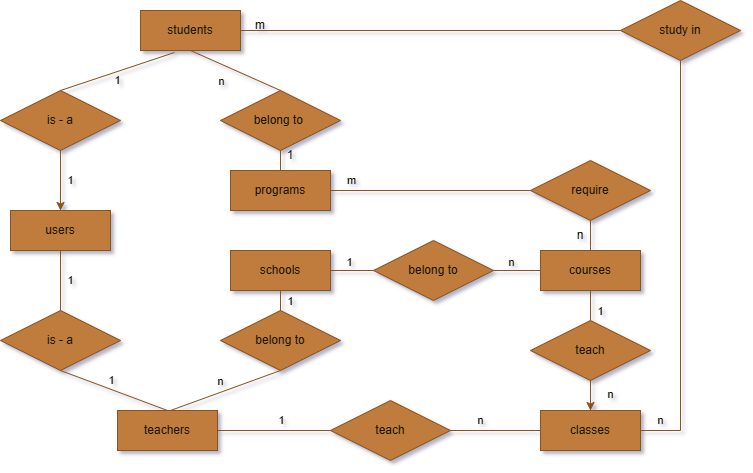 students
m
study in
1
n
is - a
belong to
1
1
programs
m
require
users
n
schools
1
belong to
n
courses
1
1
1
is - a
belong to
teach
1
n
n
teachers
1
teach
n
classes
n